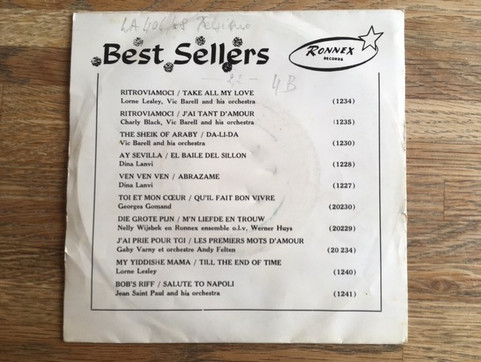 LA 406/68
Best Sellers
RONNEX
RECORDS
4B
RITROVIAMOCI / TAKE ALL MY LOVE
Lorne Lesley, Vic Barell and his orchestra (1234)
RITROVIAMOCI / J'AI TANT D'AMOUR
Charly Black, Vic Barell and his orchestra (1235)
THE SHEIK OF ARABY / DA-LI-DA
Vic Barell and his orchestra (1230)
AY SEVILLA / EL BAILE DEL SILLON
Dina Lanvi (1228)
VEN VEN VEN / ABRAZAME
Dina Lanvi (1227)
TOI ET MON CŒUR / QU'IL FAIT BON VIVRE
Georges Gomand (20230)
DIE GROTE PIJN / M'N LIEFDE EN TROUW
Nelly Wijsbek en Ronnex ensemble o.l.v. Werner Huys (20229)
J'AI PRIE POUR TOI / LES PREMIERS MOTS D'AMOUR
Gaby Varny et orchestre Andy Felten (20 234)
MY YIDDISHE MAMA / TILL THE END OF TIME
Lorne Lesley (1240)
BOB'S RIFF / SALUTE TO NAPOLI
Jean Saint Paul and his orchestra (1241)